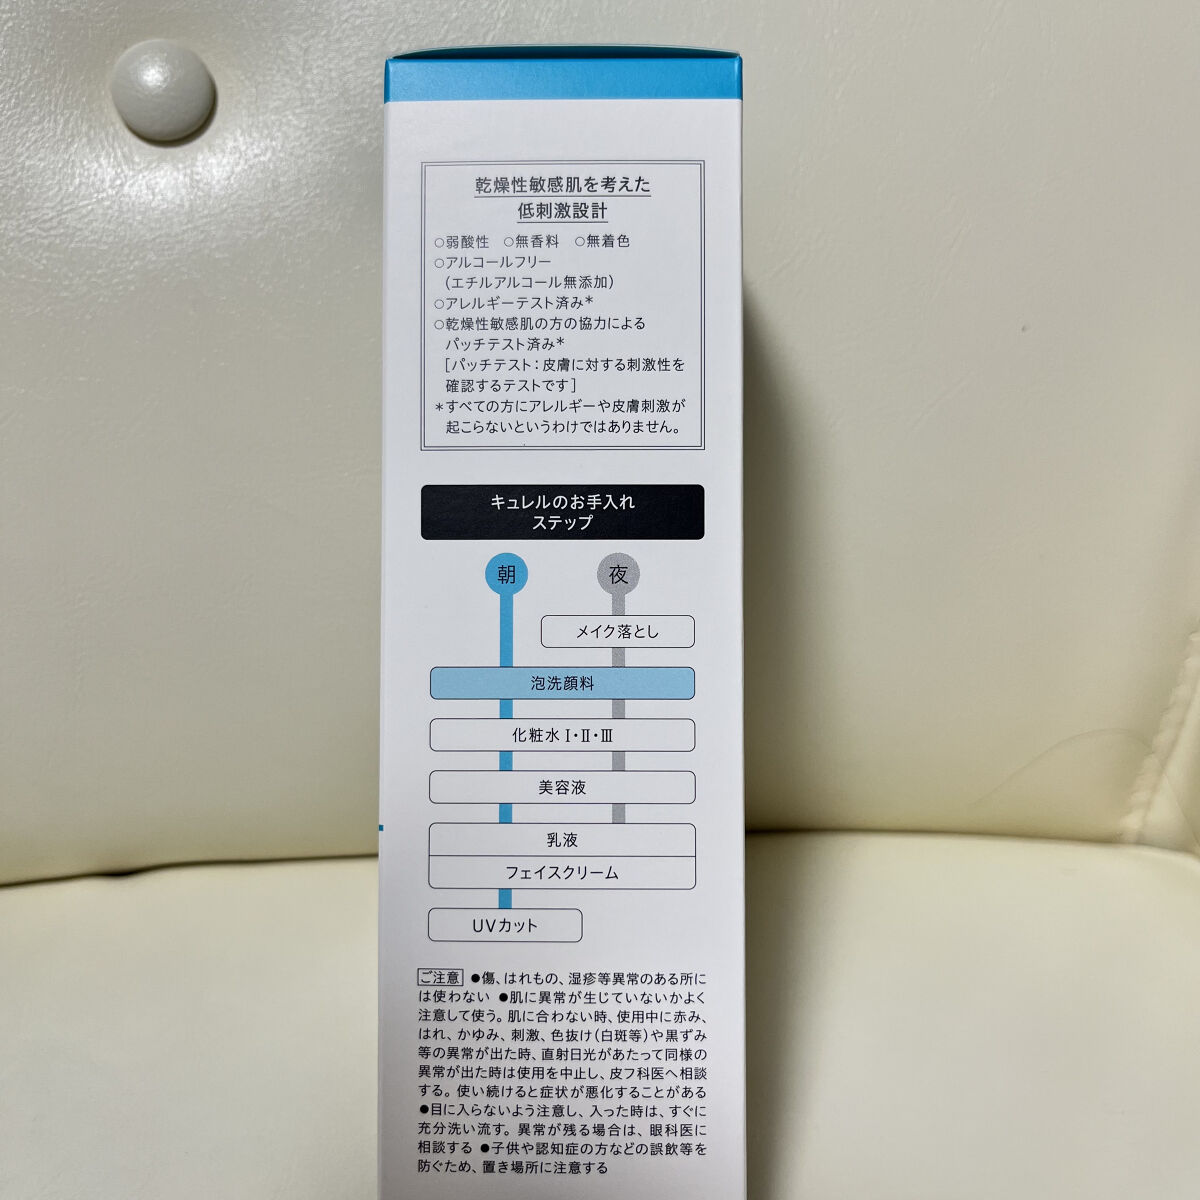 乾燥性敏感肌を考えた
低刺激設計
○弱酸性 ○無香料 ○無着色
○アルコールフリー
(エチルアルコール無添加)
○アレルギーテスト済み*
○乾燥性敏感肌の方の協力による
パッチテスト済み*
[パッチテスト:皮膚に対する刺激性を
確認するテストです]
*すべての方にアレルギーや皮膚刺激が
起こらないというわけではありません。
キュレルのお手入れ
ステップ
朝 夜
メイク落とし
泡洗顔料
化粧水Ⅰ・Ⅱ・Ⅲ
美容液
乳液
フェイスクリーム
UVカット
ご注意 ●傷、はれもの、湿疹等異常のある所に
は使わない ●肌に異常が生じていないかよく
注意して使う。肌に合わない時、使用中に赤み、
はれ、かゆみ、刺激、色抜け(白斑等)や黒ずみ
等の異常が出た時、直射日光があたって同様の
異常が出た時は使用を中止し、皮フ科医へ相談
する。使い続けると症状が悪化することがある
●目に入らないよう注意し、入った時は、すぐに
充分洗い流す。異常が残る場合は、眼科医に
相談する ●子供や認知症の方などの誤飲等を
防ぐため、置き場所に注意する